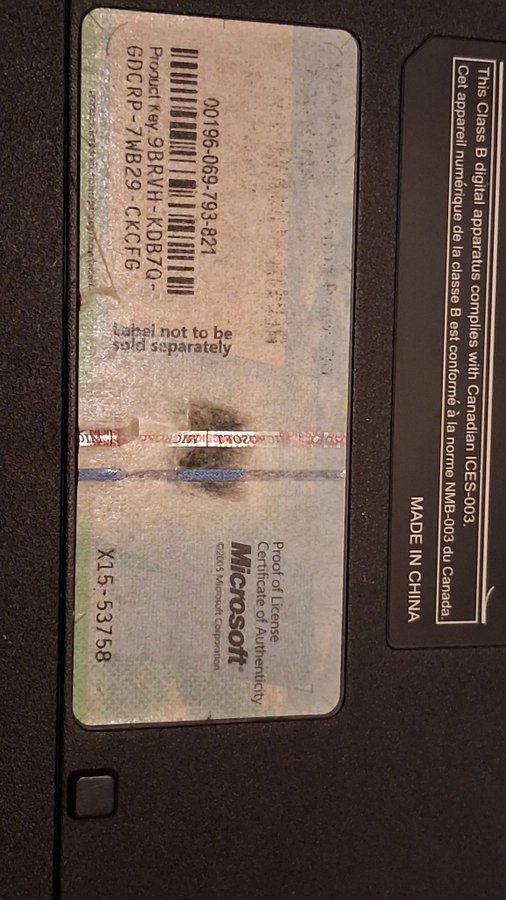 This Class B digital apparatus complies with Canadian ICES-003.
Cet appareil numérique de la classe B est conforme à la norme NMB-003 du Canada.
MADE IN CHINA
00196-069-793-821
Product Key: 9BRVH-KDB7Q-
GDCRP-7WB29-CKCFG
Label not to be
sold separately
Proof of License
Certificate of Authenticity
Microsoft®
©2005 Microsoft Corporation
X15-53758